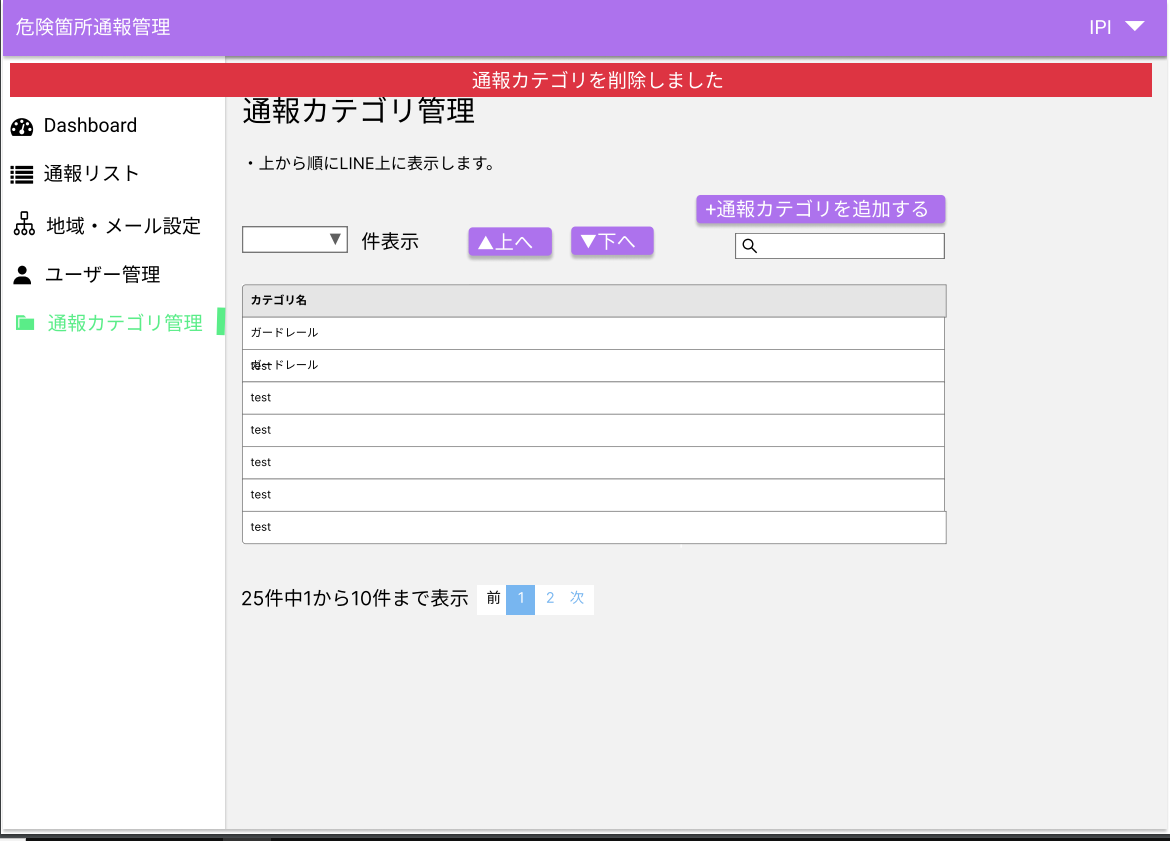 危険箇所通報管理
IPI
通報カテゴリを削除しました
Dashboard
通報リスト
地域・メール設定
ユーザー管理
通報カテゴリ管理
通報カテゴリ管理
・上から順にLINE上に表示します。
+通報カテゴリを追加する
▼ 件表示
▲上へ
▼下へ
カテゴリ名
ガードレール
ガードレール
test
test
test
test
test
test
25件中1から10件まで表示
前 1 2 次